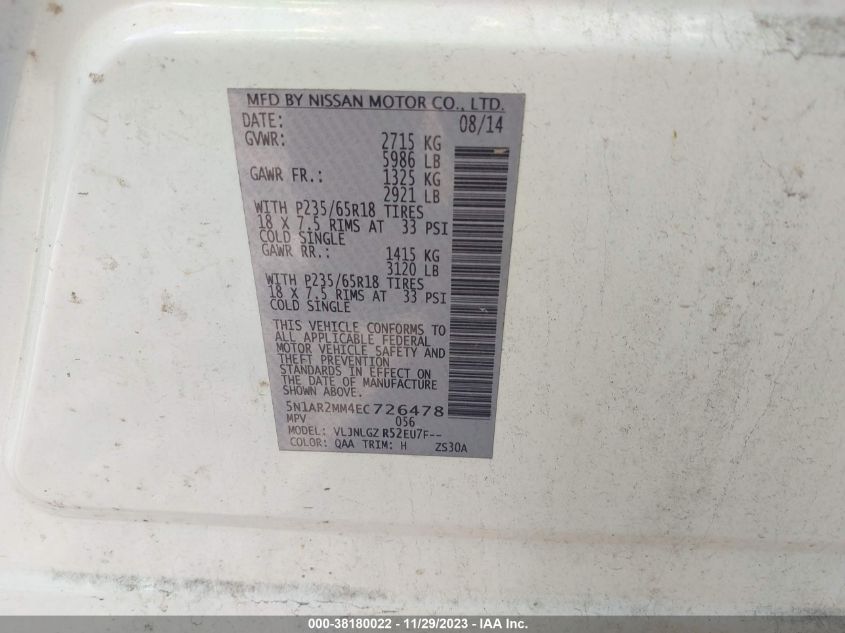 MFD BY NISSAN MOTOR CO., LTD.
DATE: 08/14
GVWR: 2715 KG
5986 LB
GAWR FR.: 1325 KG
2921 LB
WITH P235/65R18 TIRES
18 X 7.5 RIMS AT 33 PSI
COLD SINGLE
GAWR RR.: 1415 KG
3120 LB
WITH P235/65R18 TIRES
18 X 7.5 RIMS AT 33 PSI
COLD SINGLE
THIS VEHICLE CONFORMS TO
ALL APPLICABLE FEDERAL
MOTOR VEHICLE SAFETY AND
THEFT PREVENTION
STANDARDS IN EFFECT ON
THE DATE OF MANUFACTURE
SHOWN ABOVE.
5N1AR2MM4EC726478
MPV 056
MODEL: VLJNLGZ R52EU7F--
COLOR: QAA TRIM: H ZS30A
000-38180022 - 11/29/2023 - IAA Inc.